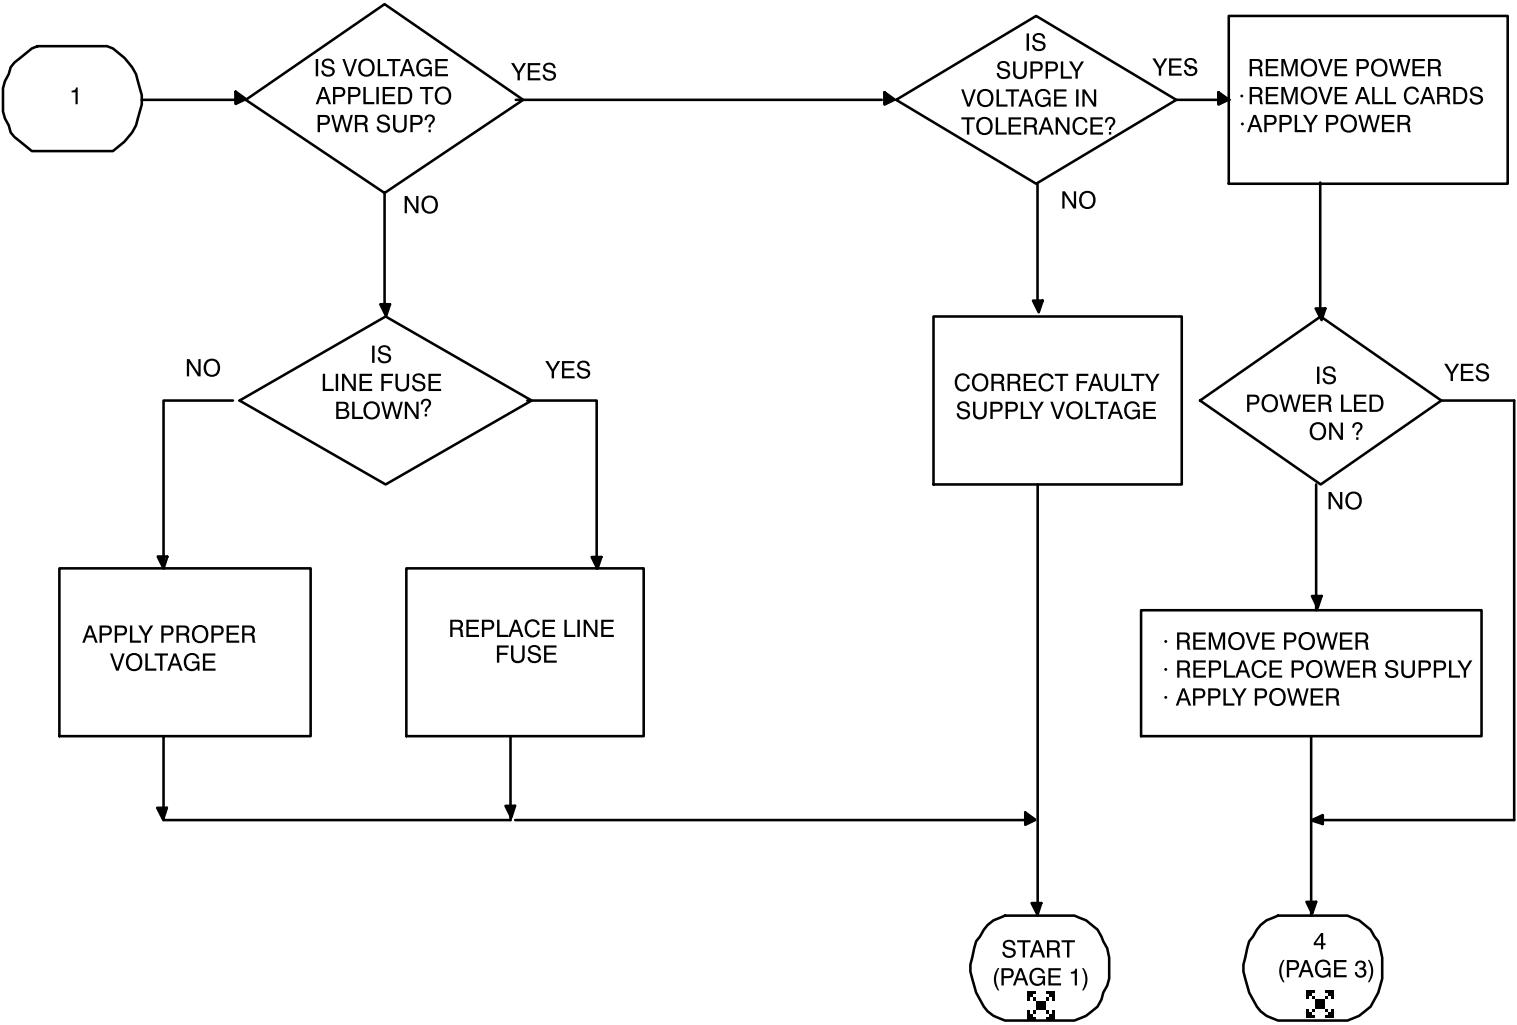 1
IS VOLTAGE
APPLIED TO
PWR SUP?
YES
NO
IS
SUPPLY
VOLTAGE IN
TOLERANCE?
YES
NO
REMOVE POWER
·REMOVE ALL CARDS
·APPLY POWER
IS
LINE FUSE
BLOWN?
NO
YES
CORRECT FAULTY
SUPPLY VOLTAGE
IS
POWER LED
ON ?
YES
NO
APPLY PROPER
VOLTAGE
REPLACE LINE
FUSE
· REMOVE POWER
· REPLACE POWER SUPPLY
· APPLY POWER
START
(PAGE 1)
4
(PAGE 3)